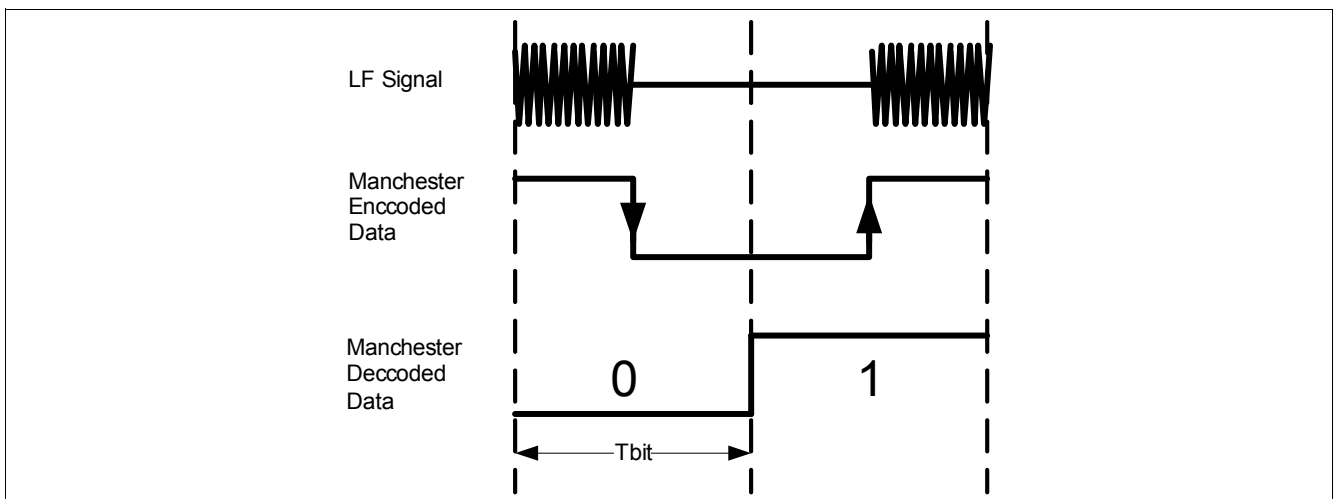 LF Signal
Manchester
Enccoded
Data
Manchester
Deccoded
Data
0
1
Tbit